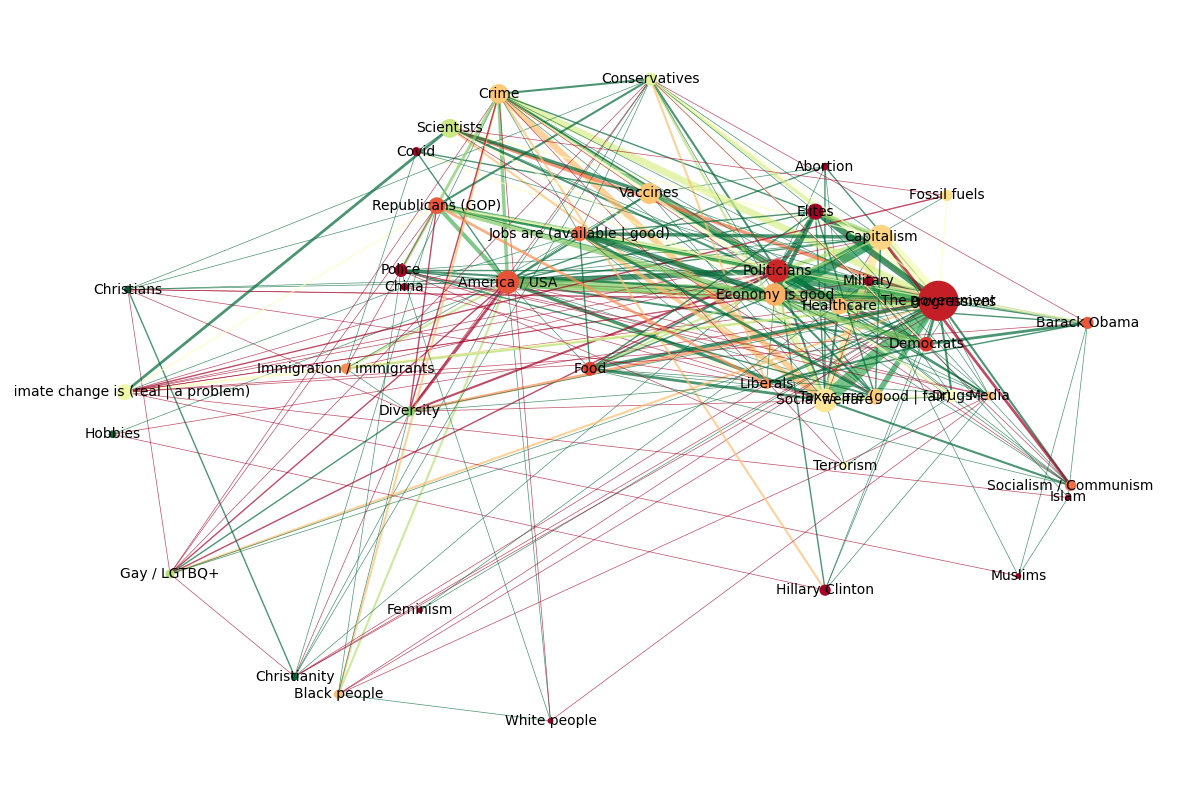 Conservatives
Crime
Scientists
Covid
Abortion
Vaccines
Fossil fuels
Republicans (GOP)
Elites
Jobs are (available | good)
Capitalism
Police
Politicians
China
America / USA
Military
Christians
Economy is good
Healthcare
The government
Progressives
Barack Obama
Democrats
Immigration / immigrants
Food
Liberals
imate change is (real | a problem)
Social welfare
Taxes are (good | fair)
Drugs
Media
Diversity
Hobbies
Terrorism
Socialism / Communism
Islam
Gay / LGTBQ+
Muslims
Hillary Clinton
Feminism
Christianity
Black people
White people